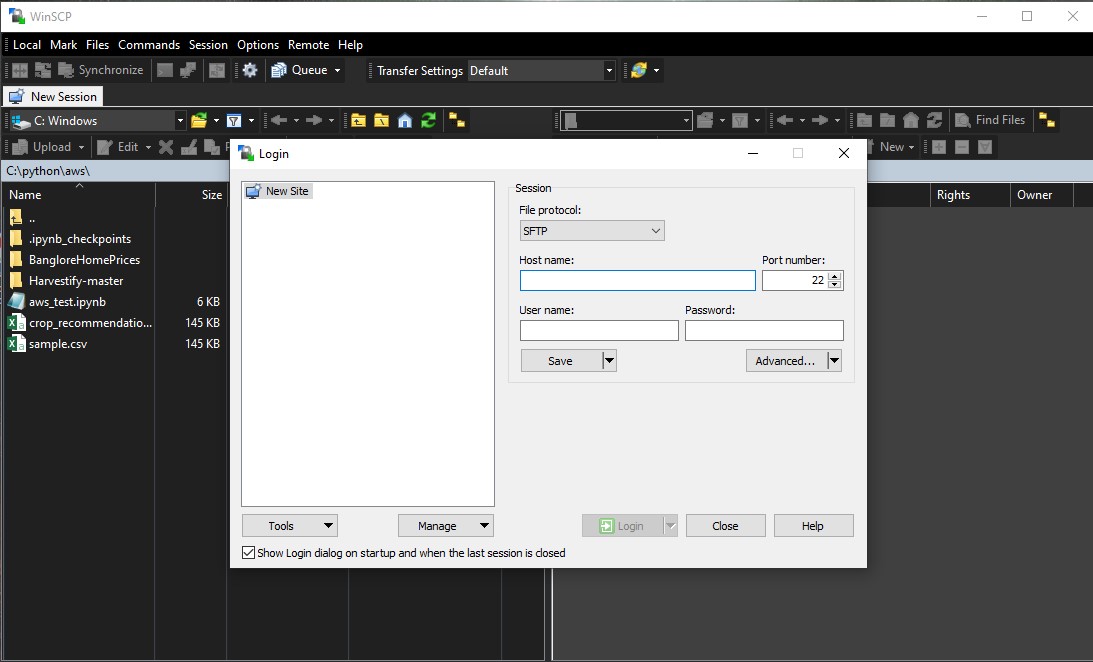 WinSCP
Local Mark Files Commands Session Options Remote Help
Synchronize Queue Transfer Settings Default
New Session
C: Windows Find Files
Upload Edit New
Login
C:\python\aws\
Name Size Rights Owner
New Site
Session
File protocol:
..
SFTP
.ipynb_checkpoints
BangloreHomePrices
Host name: Port number:
Harvestify-master
22
aws_test.ipynb 6 KB
User name: Password:
crop_recommendatio... 145 KB
sample.csv 145 KB
Save Advanced...
Tools Manage Login Close Help
Show Login dialog on startup and when the last session is closed